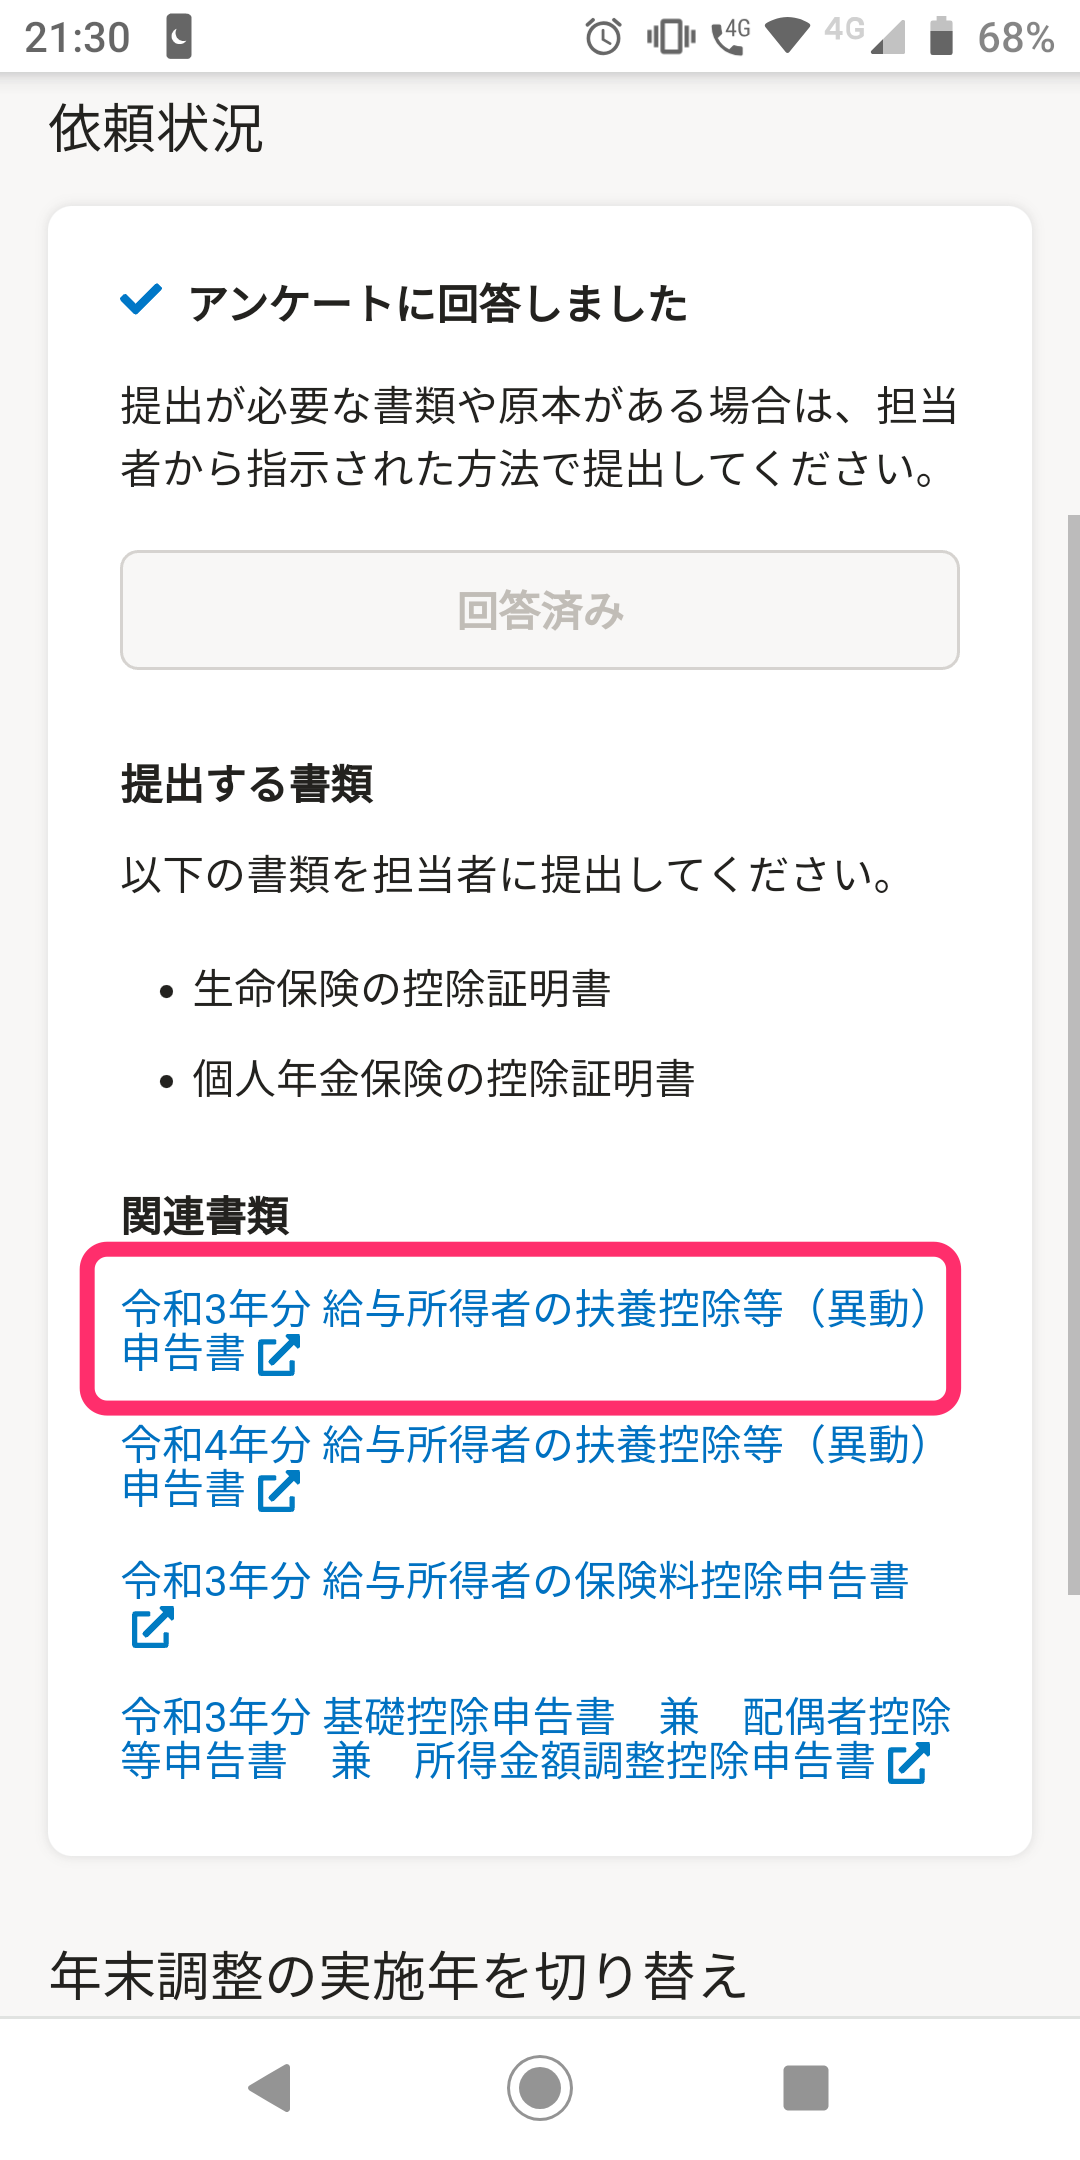 21:30 4G 4G 68%
依頼状況
アンケートに回答しました
提出が必要な書類や原本がある場合は、担当
者から指示された方法で提出してください。
回答済み
提出する書類
以下の書類を担当者に提出してください。
• 生命保険の控除証明書
• 個人年金保険の控除証明書
関連書類
令和3年分 給与所得者の扶養控除等（異動）
申告書
令和4年分 給与所得者の扶養控除等（異動）
申告書
令和3年分 給与所得者の保険料控除申告書
令和3年分 基礎控除申告書　兼　配偶者控除
等申告書　兼　所得金額調整控除申告書
年末調整の実施年を切り替え